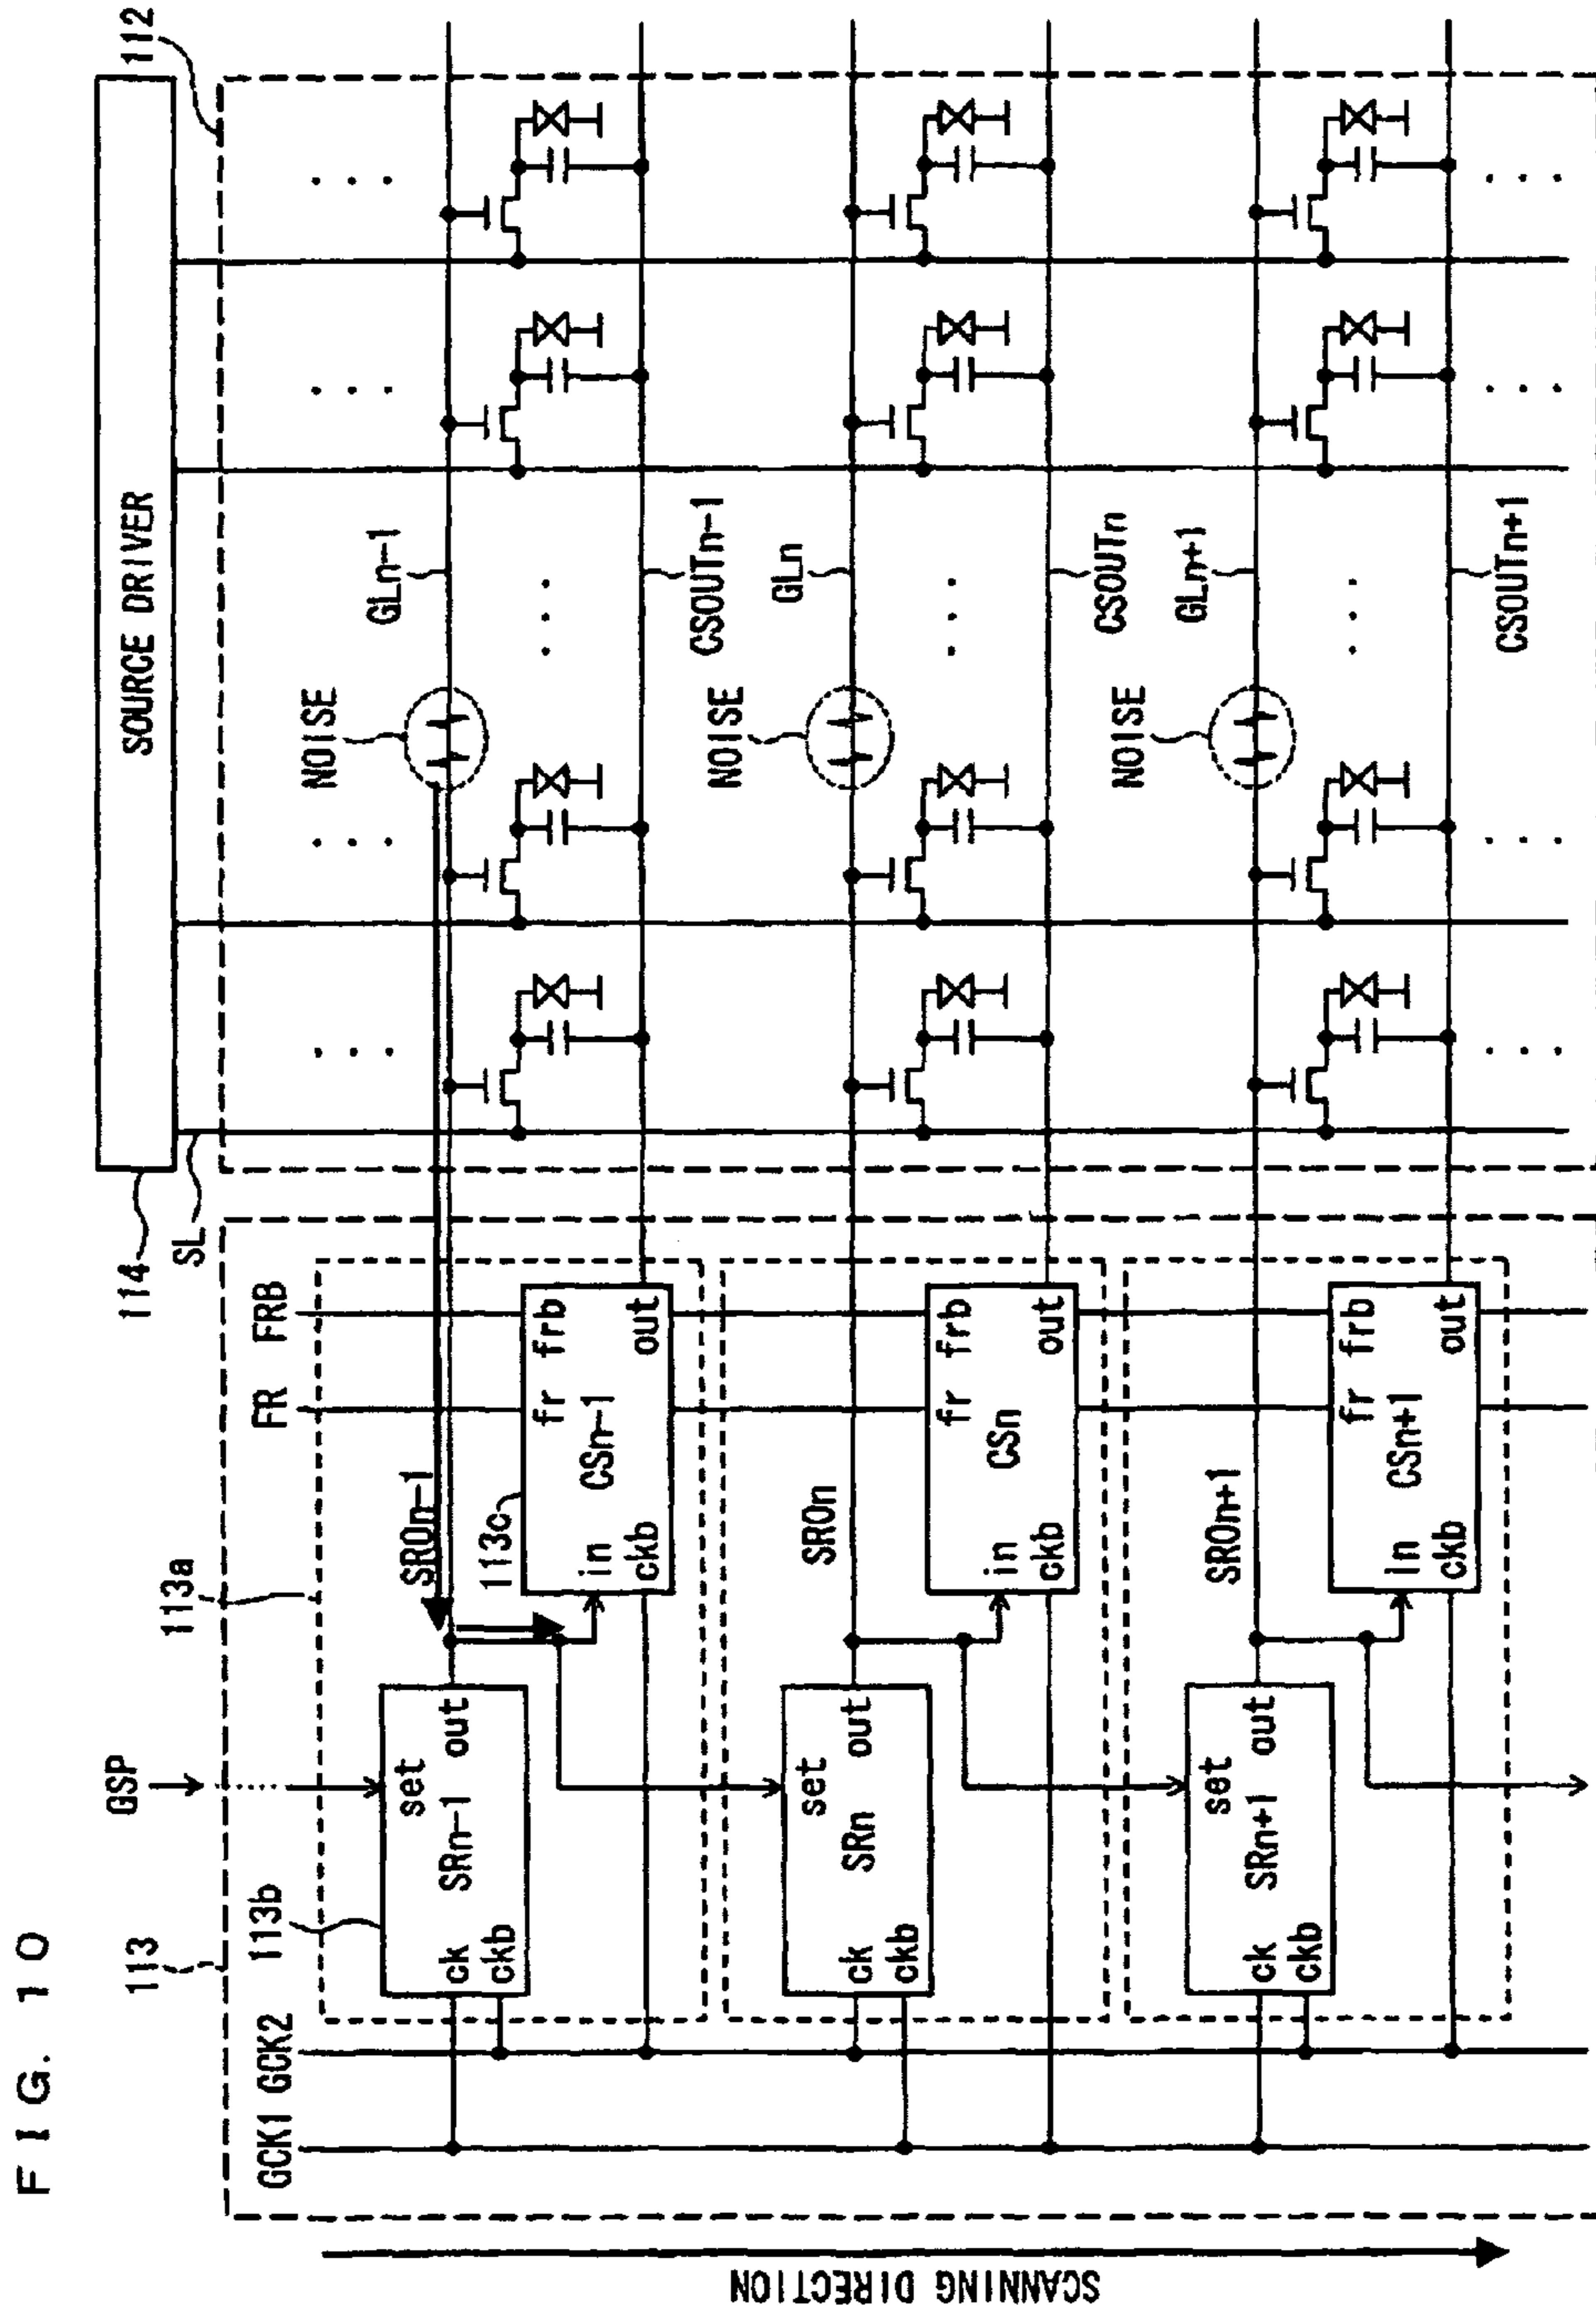 FIG. 10
SOURCE DRIVER
114
112
SL
113
113a
GSP
FR
FRB
GCK1
GCK2
113b
set
SRn-1
out
ck
ckb
SROn-1
113c
fr
frb
in
CSn-1
ckb
out
NOISE
GLn-1
CSOUTn-1
. . .
. . .
. . .
. . .
. . .
set
SRn
out
ck
ckb
SROn
fr
frb
in
CSn
ckb
out
NOISE
GLn
CSOUTn
. . .
set
SRn+1
out
ck
ckb
SROn+1
fr
frb
in
CSn+1
ckb
out
NOISE
GLn+1
CSOUTn+1
. . .
. . .
. . .
. . .
. . .
SCANNING DIRECTION